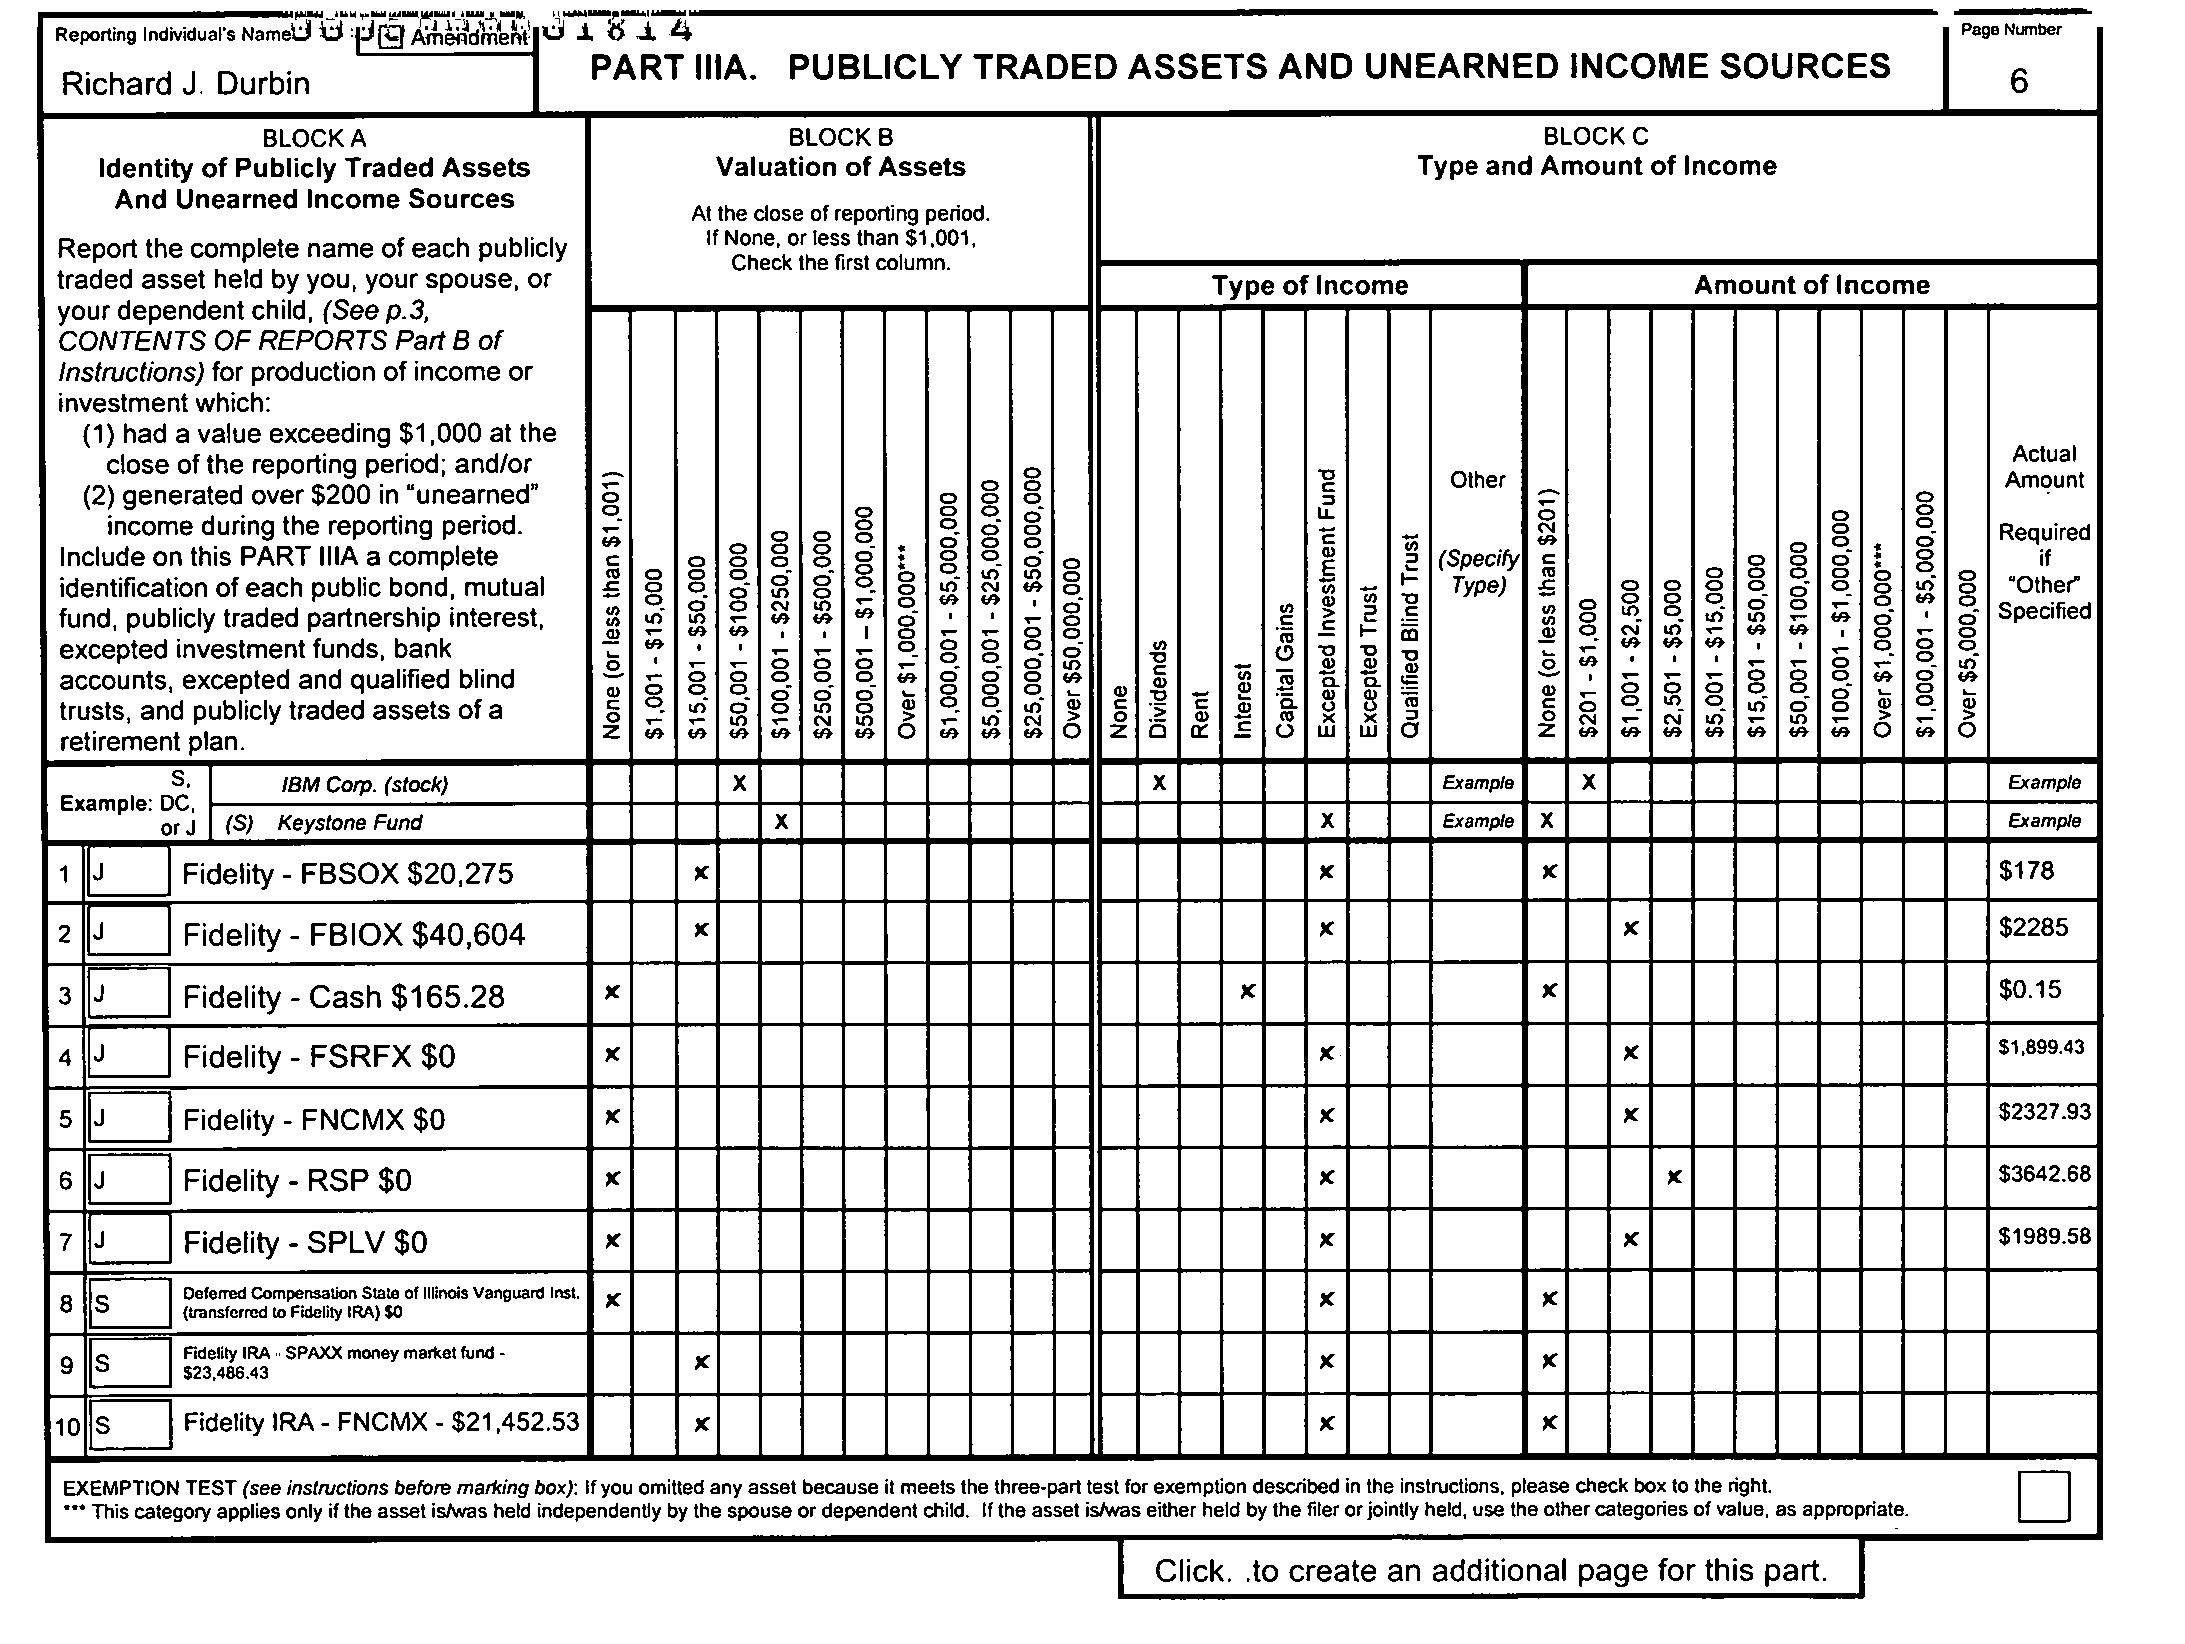 Reporting Individual's Name
Amendment
1814
Richard J. Durbin
PART IIIA. PUBLICLY TRADED ASSETS AND UNEARNED INCOME SOURCES
Page Number
6
BLOCK A
Identity of Publicly Traded Assets
And Unearned Income Sources
Report the complete name of each publicly
traded asset held by you, your spouse, or
your dependent child, (See p.3,
CONTENTS OF REPORTS Part B of
Instructions) for production of income or
investment which:
(1) had a value exceeding $1,000 at the
close of the reporting period; and/or
(2) generated over $200 in "unearned"
income during the reporting period.
Include on this PART IIIA a complete
identification of each public bond, mutual
fund, publicly traded partnership interest,
excepted investment funds, bank
accounts, excepted and qualified blind
trusts, and publicly traded assets of a
retirement plan.
BLOCK B
Valuation of Assets
At the close of reporting period.
If None, or less than $1,001,
Check the first column.
None (or less than $1,001)
$1,001 - $15,000
$15,001 - $50,000
$50,001 - $100,000
$100,001 - $250,000
$250,001 - $500,000
$500,001 – $1,000,000
Over $1,000,000***
$1,000,001 - $5,000,000
$5,000,001 - $25,000,000
$25,000,001 - $50,000,000
Over $50,000,000
BLOCK C
Type and Amount of Income
Type of Income
Amount of Income
None
Dividends
Rent
Interest
Capital Gains
Excepted Investment Fund
Excepted Trust
Qualified Blind Trust
Other
(Specify
Type)
None (or less than $201)
$201 - $1,000
$1,001 - $2,500
$2,501 - $5,000
$5,001 - $15,000
$15,001 - $50,000
$50,001 - $100,000
$100,001 - $1,000,000
Over $1,000,000***
$1,000,001 - $5,000,000
Over $5,000,000
Actual
Amount
Required
if
"Other"
Specified
Example: S, DC, or J
IBM Corp. (stock) X X Example X Example
(S) Keystone Fund X X Example X Example
1 J Fidelity - FBSOX $20,275 x x x $178
2 J Fidelity - FBIOX $40,604 x x x $2285
3 J Fidelity - Cash $165.28 x x x $0.15
4 J Fidelity - FSRFX $0 x x x $1,899.43
5 J Fidelity - FNCMX $0 x x x $2327.93
6 J Fidelity - RSP $0 x x x $3642.68
7 J Fidelity - SPLV $0 x x x $1989.58
8 S Deferred Compensation State of Illinois Vanguard Inst.
(transferred to Fidelity IRA) $0 x x x
9 S Fidelity IRA - SPAXX money market fund -
$23,486.43 x x x
10 S Fidelity IRA - FNCMX - $21,452.53 x x x
EXEMPTION TEST (see instructions before marking box): If you omitted any asset because it meets the three-part test for exemption described in the instructions, please check box to the right.
*** This category applies only if the asset is/was held independently by the spouse or dependent child. If the asset is/was either held by the filer or jointly held, use the other categories of value, as appropriate.
Click. .to create an additional page for this part.